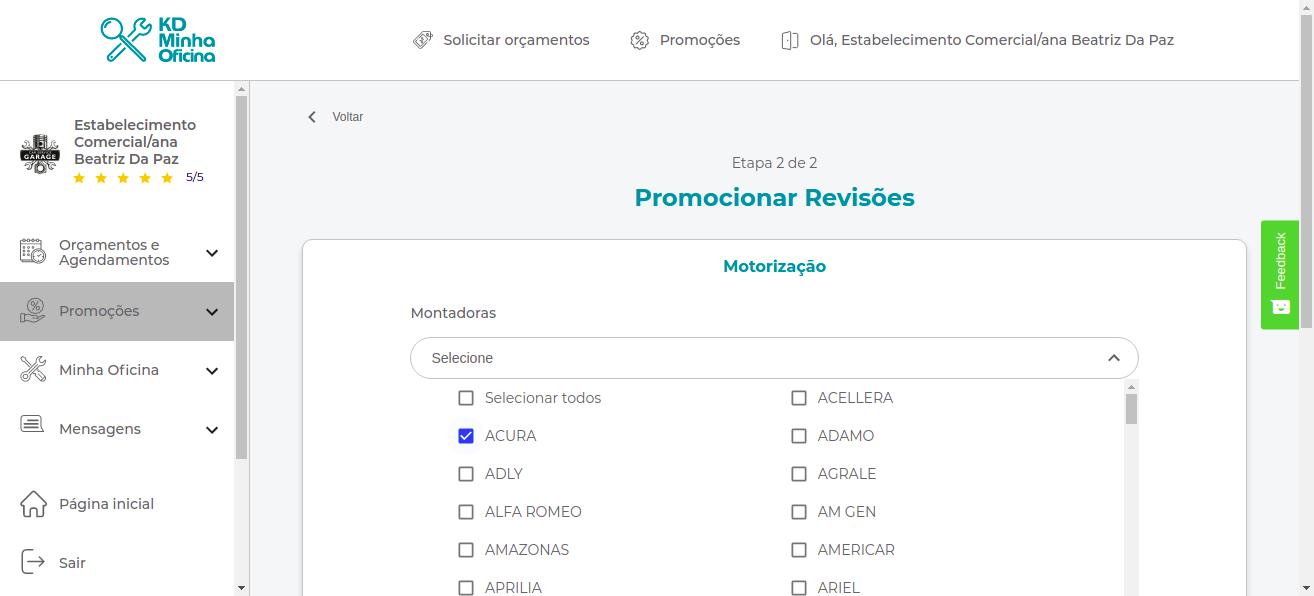 KD
Minha
Oficina
Solicitar orçamentos
Promoções
Olá, Estabelecimento Comercial/ana Beatriz Da Paz
Estabelecimento
Comercial/ana
Beatriz Da Paz
5/5
GARAGE
Orçamentos e
Agendamentos
Promoções
Minha Oficina
Mensagens
Página inicial
Sair
Voltar
Etapa 2 de 2
Promocionar Revisões
Motorização
Montadoras
Selecione
Selecionar todos
ACELLERA
ACURA
ADAMO
ADLY
AGRALE
ALFA ROMEO
AM GEN
AMAZONAS
AMERICAR
APRILIA
ARIEL
Feedback